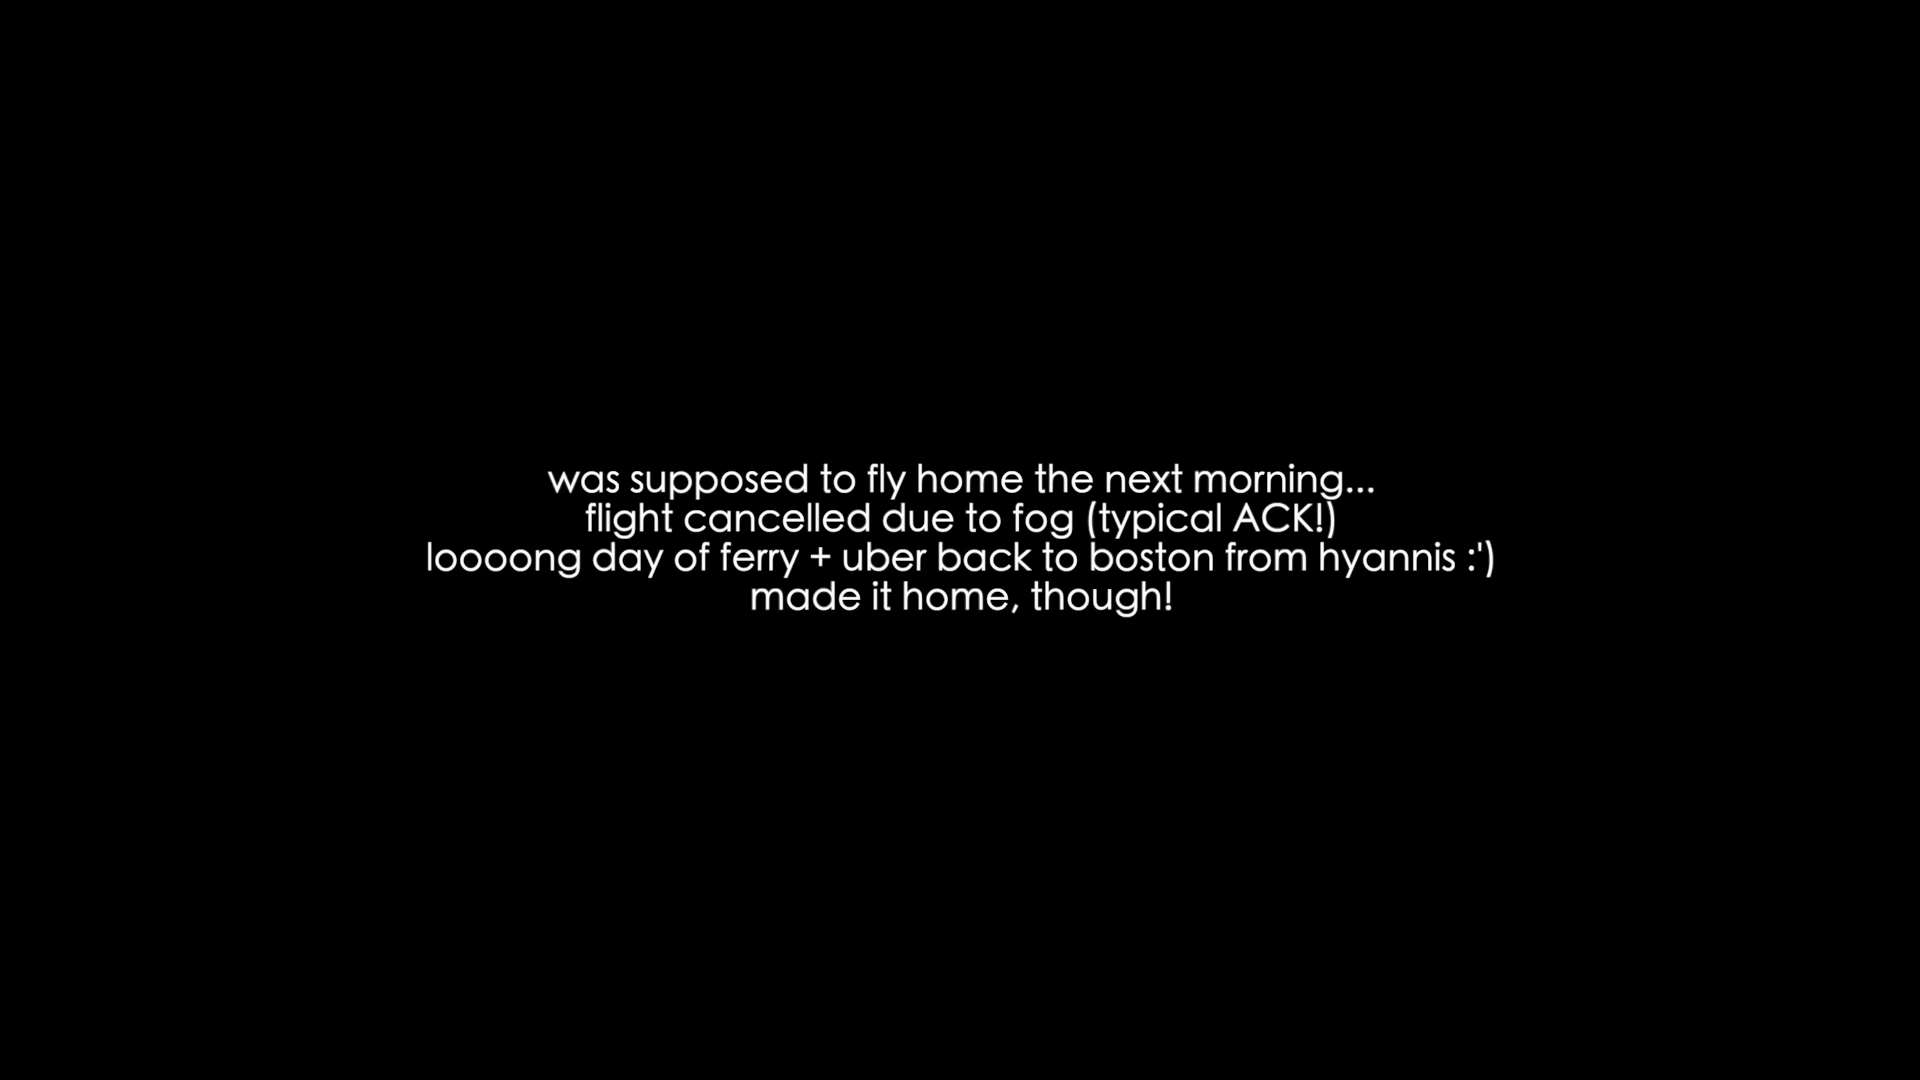 was supposed to fly home the next morning...
flight cancelled due to fog (typical ACK!)
loooong day of ferry + uber back to boston from hyannis :')
made it home, though!